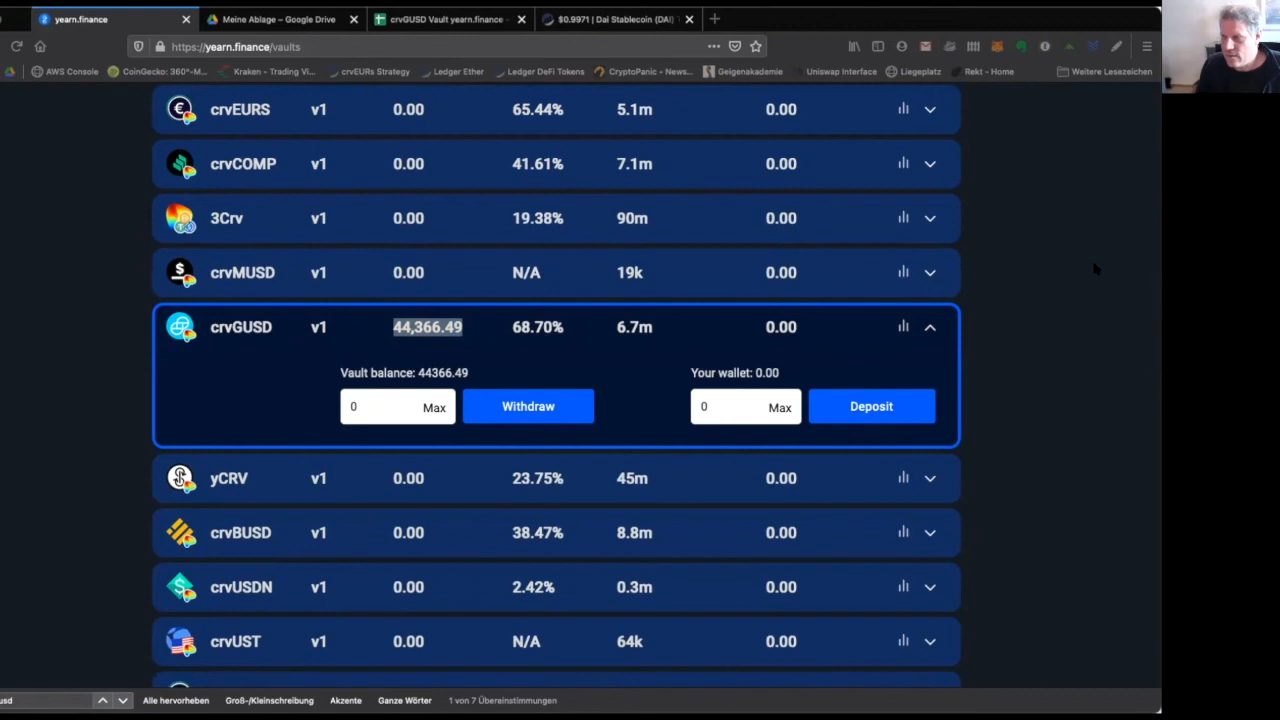 yearn.finance
Meine Ablage – Google Drive
crvGUSD Vault yearn.finance -
$0.9971 | Dai Stablecoin (DAI)
https://yearn.finance/vaults
AWS Console
CoinGecko: 360°-M...
Kraken - Trading Vi...
crvEURs Strategy
Ledger Ether
Ledger DeFi Tokens
CryptoPanic - News...
Geigenakademie
Uniswap Interface
Liegeplatz
Rekt - Home
Weitere Lesezeichen
crvEURS v1 0.00 65.44% 5.1m 0.00
crvCOMP v1 0.00 41.61% 7.1m 0.00
3Crv v1 0.00 19.38% 90m 0.00
crvMUSD v1 0.00 N/A 19k 0.00
crvGUSD v1 44,366.49 68.70% 6.7m 0.00
Vault balance: 44366.49 Your wallet: 0.00
0 Max Withdraw 0 Max Deposit
yCRV v1 0.00 23.75% 45m 0.00
crvBUSD v1 0.00 38.47% 8.8m 0.00
crvUSDN v1 0.00 2.42% 0.3m 0.00
crvUST v1 0.00 N/A 64k 0.00
usd Alle hervorheben Groß-/Kleinschreibung Akzente Ganze Wörter 1 von 7 Übereinstimmungen